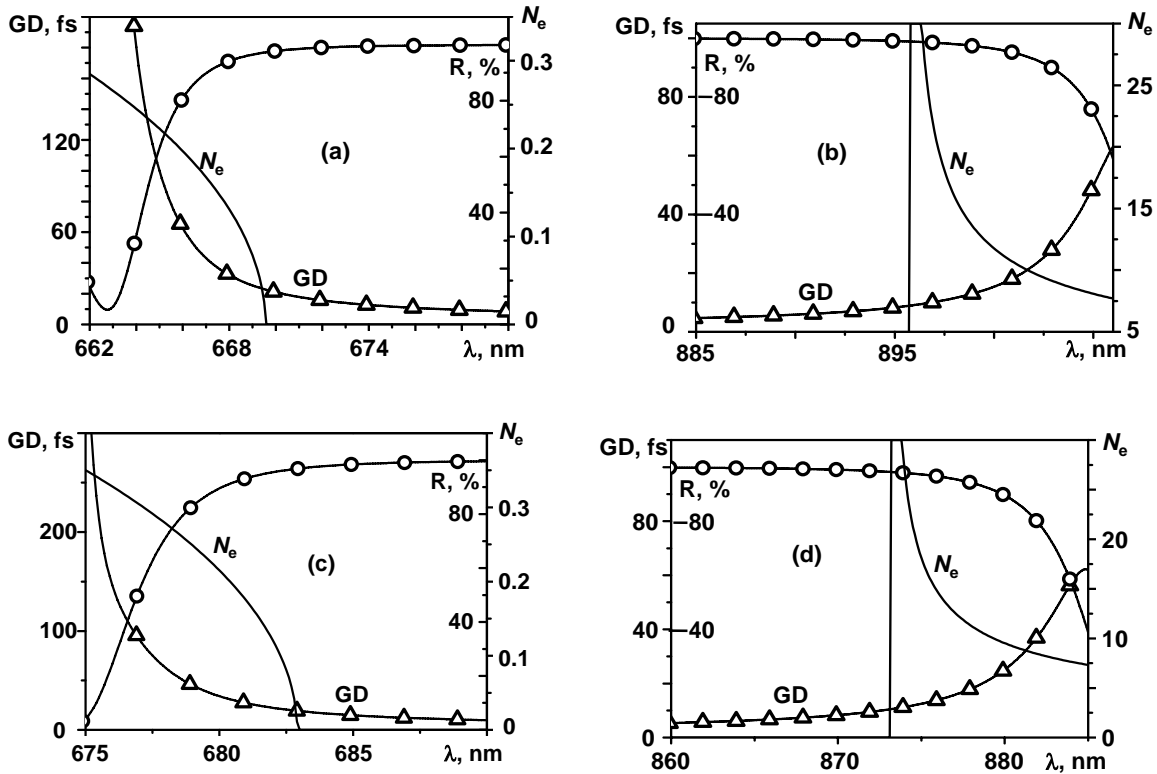 GD, fs
Nₑ
R, %
0.3
80
120
(a)
0.2
Nₑ
60
40
0.1
GD
0
0
662
668
674
λ, nm
GD, fs
Nₑ
R, %
25
80
80
(b)
Nₑ
40
40
15
GD
0
5
885
895
λ, nm
GD, fs
Nₑ
R, %
80
0.3
200
Nₑ
(c)
0.2
100
40
0.1
GD
0
0
675
680
685
λ, nm
GD, fs
Nₑ
R, %
80
80
20
(d)
Nₑ
40
40
10
GD
0
0
860
870
880
λ, nm